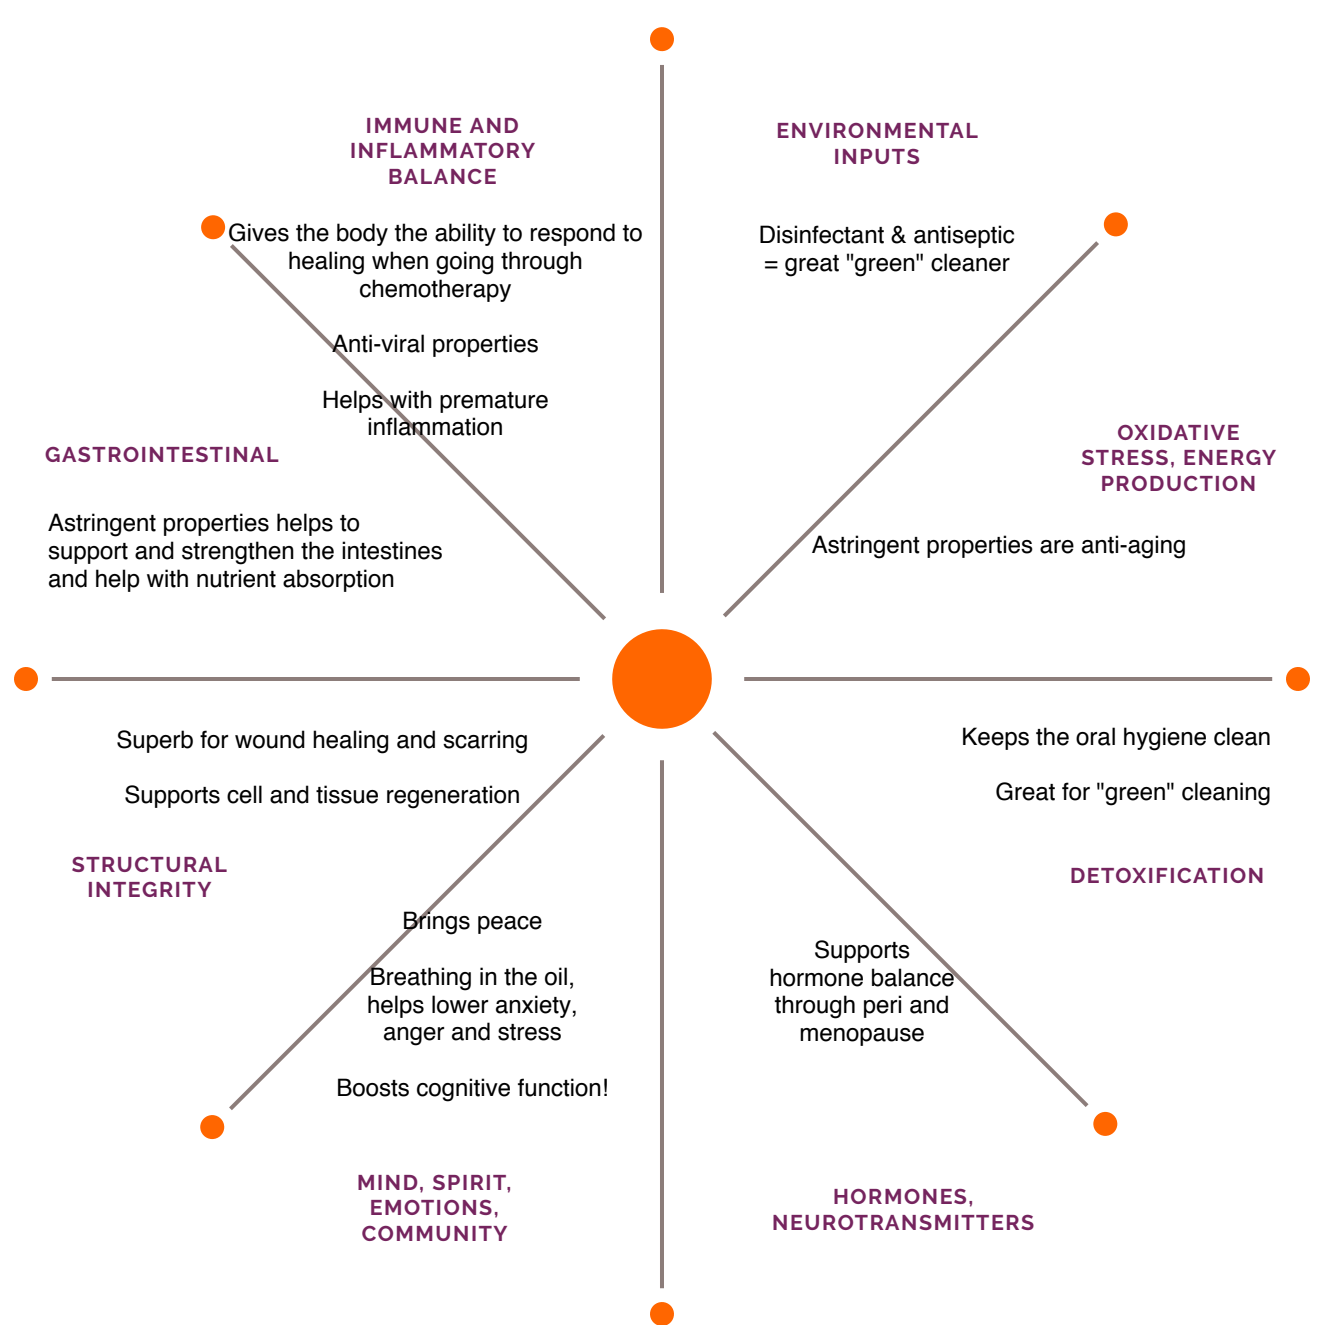 IMMUNE AND
INFLAMMATORY
BALANCE
Gives the body the ability to respond to
healing when going through
chemotherapy
Anti-viral properties
Helps with premature
inflammation
ENVIRONMENTAL
INPUTS
Disinfectant & antiseptic
= great "green" cleaner
GASTROINTESTINAL
Astringent properties helps to
support and strengthen the intestines
and help with nutrient absorption
OXIDATIVE
STRESS, ENERGY
PRODUCTION
Astringent properties are anti-aging
Superb for wound healing and scarring
Supports cell and tissue regeneration
STRUCTURAL
INTEGRITY
Keeps the oral hygiene clean
Great for "green" cleaning
DETOXIFICATION
Brings peace
Breathing in the oil,
helps lower anxiety,
anger and stress
Boosts cognitive function!
MIND, SPIRIT,
EMOTIONS,
COMMUNITY
Supports
hormone balance
through peri and
menopause
HORMONES,
NEUROTRANSMITTERS